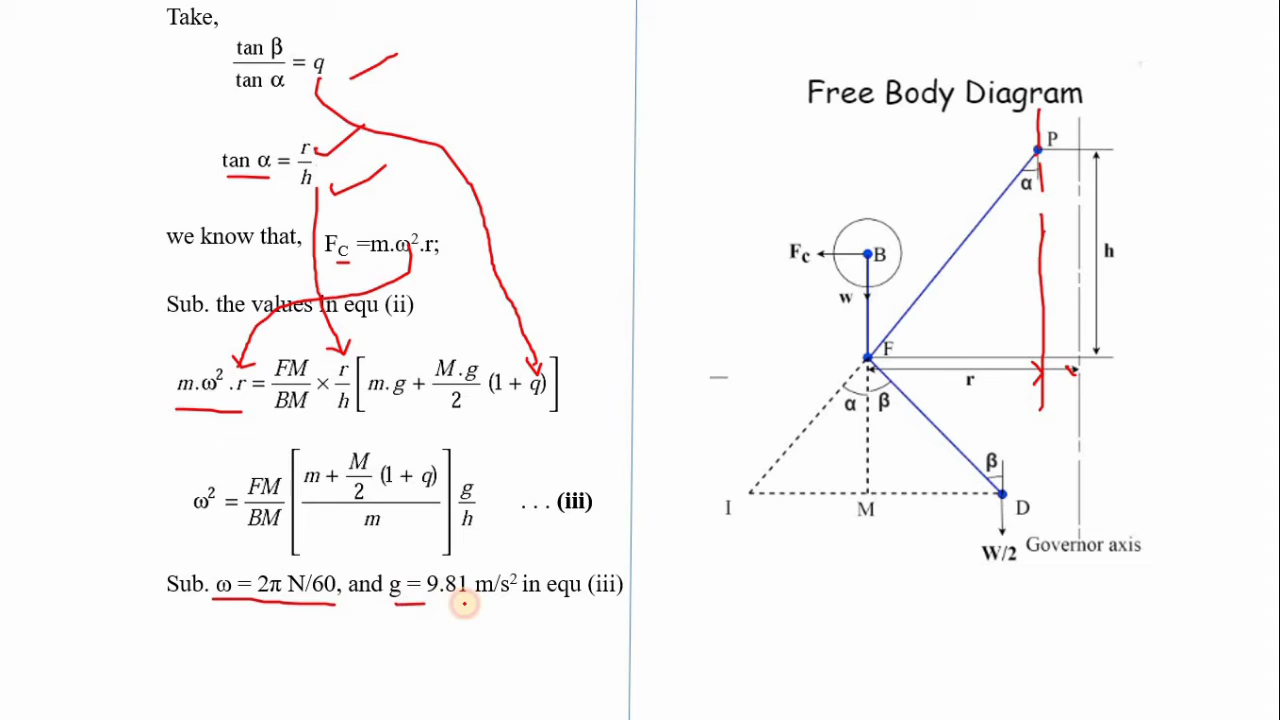 Take,
tan β / tan α = q
tan α = r / h
we know that, F_C =m.ω².r;
Sub. the values in equ (ii)
m.ω² .r = FM / BM × r / h [ m.g + M.g / 2 (1 + q) ]
ω² = FM / BM [ m + M / 2 (1 + q) / m ] g / h . . . (iii)
Sub. ω = 2π N/60, and g = 9.81 m/s² in equ (iii)
Free Body Diagram
P
α
h
F_C
B
w
F
r
α
β
β
I
M
D
W/2
Governor axis